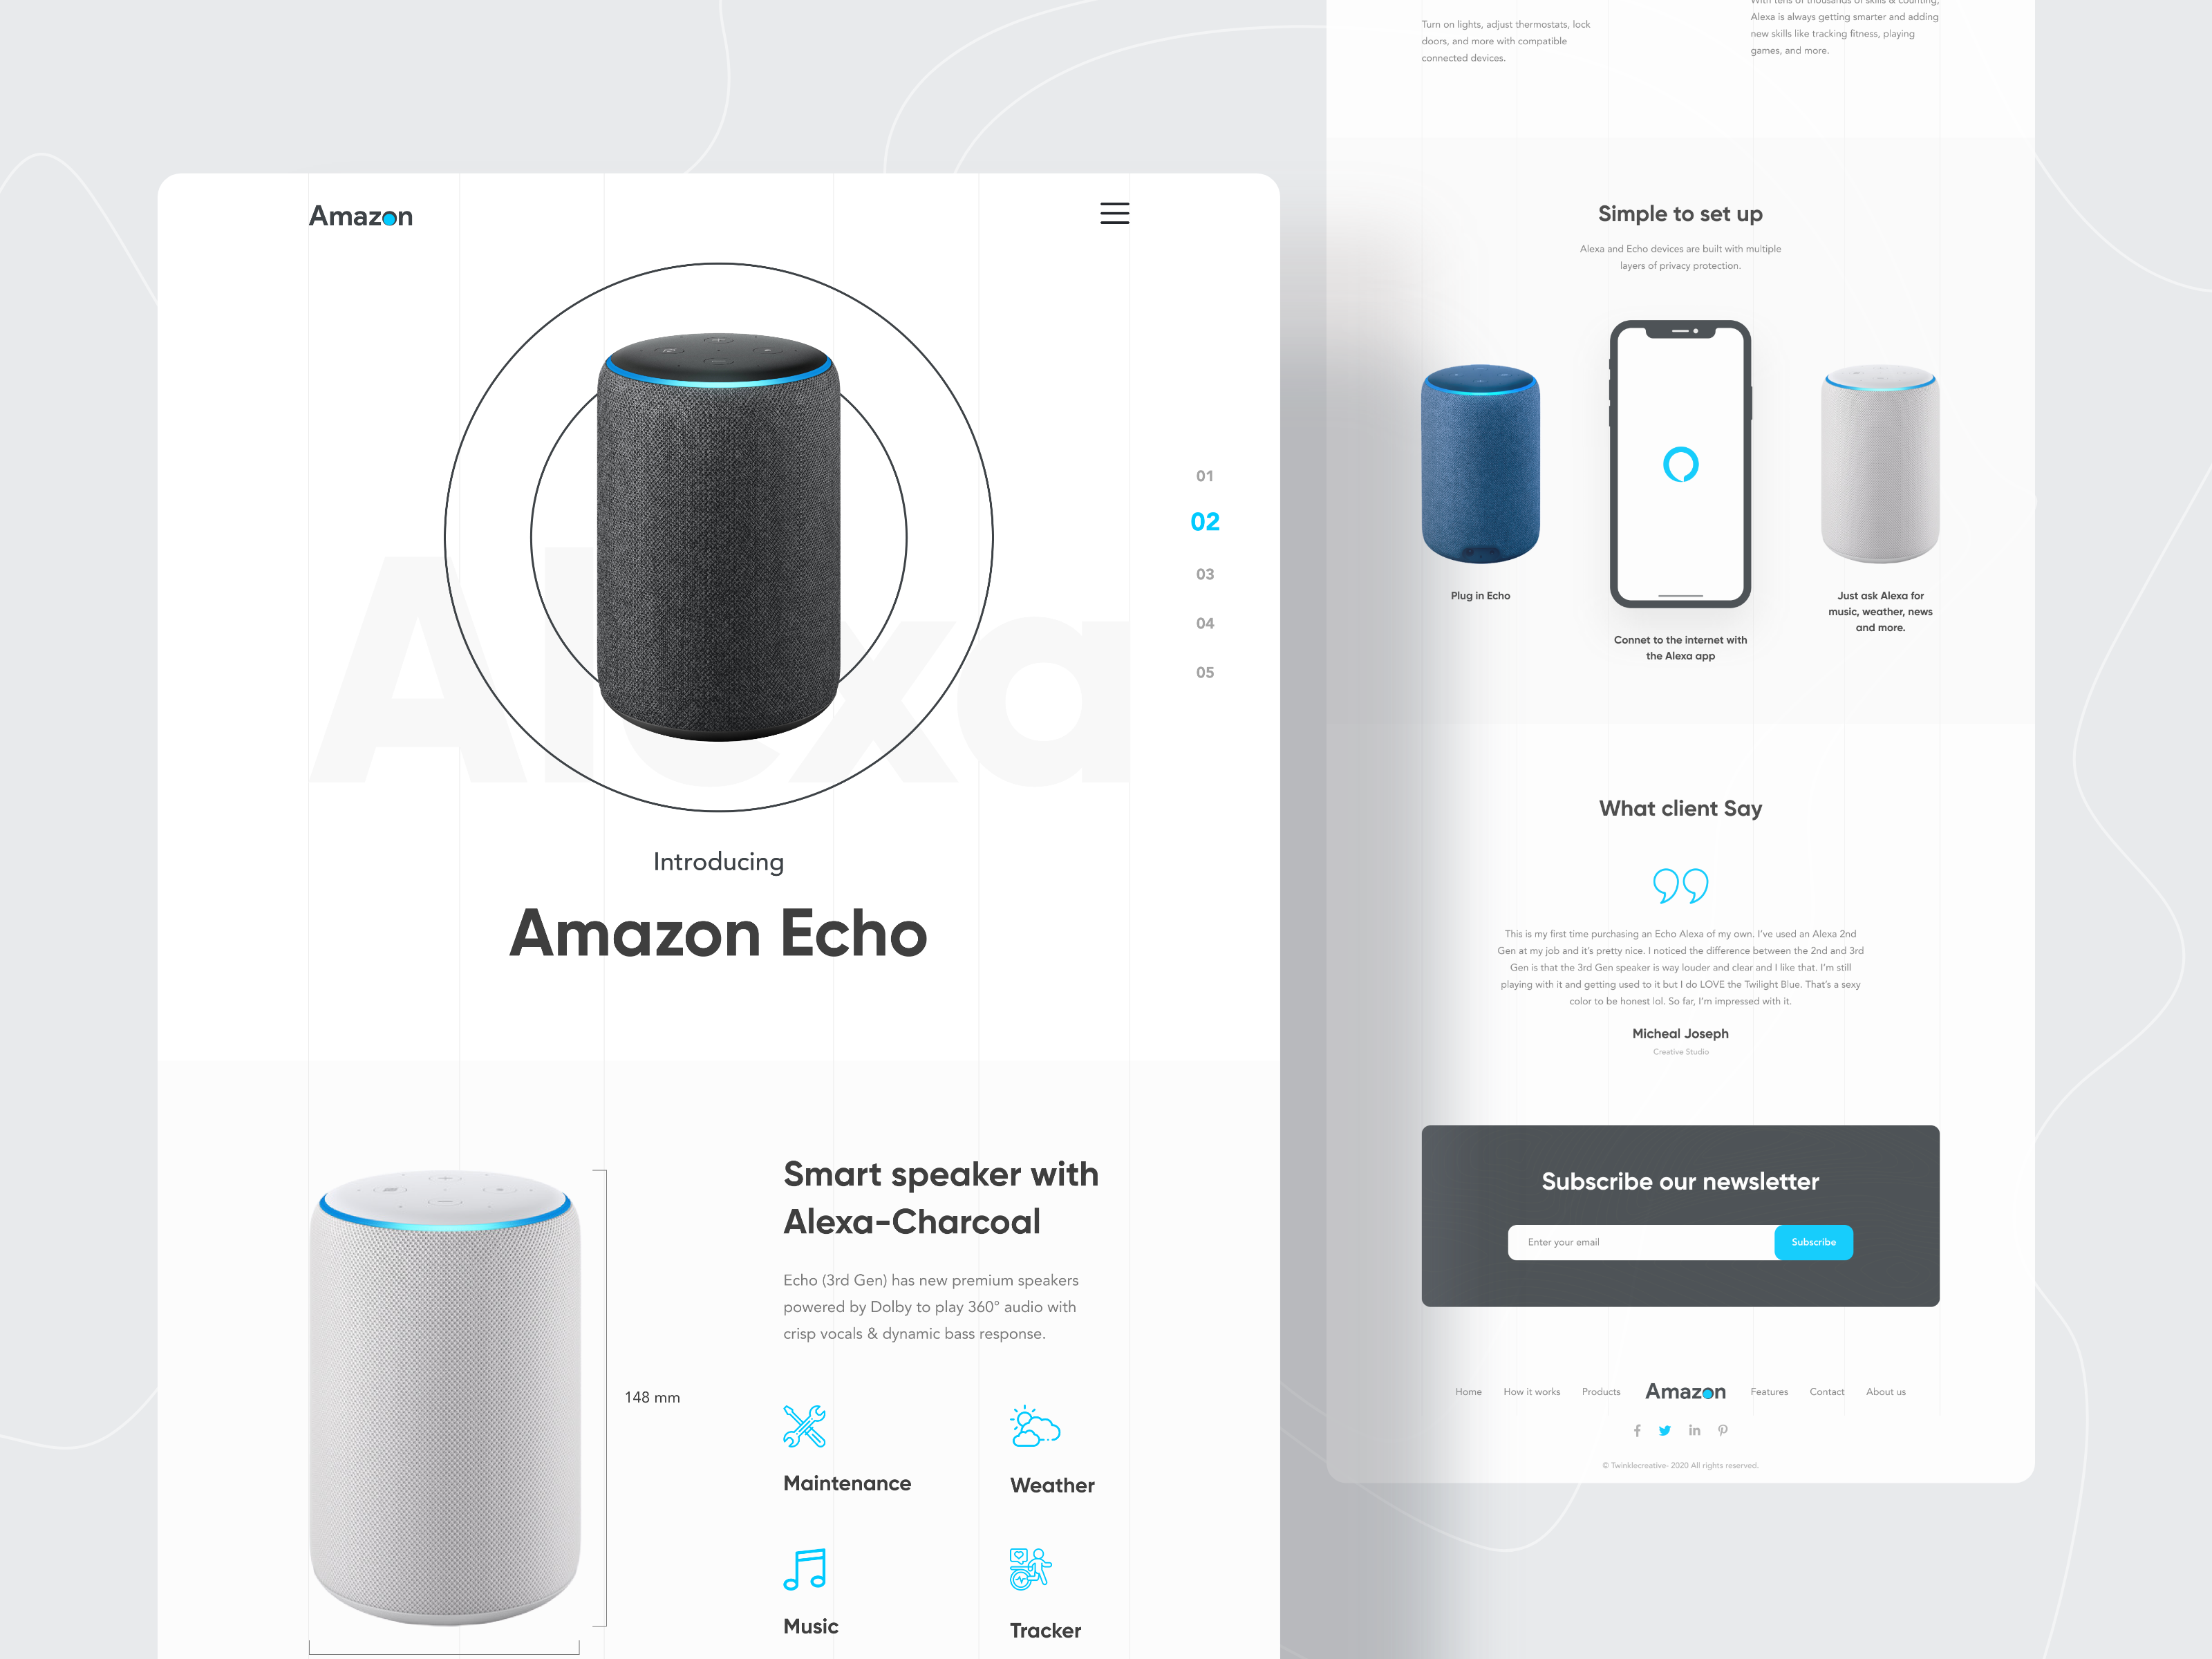 Amazon
Alexa
01
02
03
04
05
Introducing
Amazon Echo
148 mm
Smart speaker with
Alexa-Charcoal
Echo (3rd Gen) has new premium speakers
powered by Dolby to play 360° audio with
crisp vocals & dynamic bass response.
Maintenance
Weather
Music
Tracker
Turn on lights, adjust thermostats, lock
doors, and more with compatible
connected devices.
With tens of thousands of skills & counting,
Alexa is always getting smarter and adding
new skills like tracking fitness, playing
games, and more.
Simple to set up
Alexa and Echo devices are built with multiple
layers of privacy protection.
Plug in Echo
Connet to the internet with
the Alexa app
Just ask Alexa for
music, weather, news
and more.
What client Say
This is my first time purchasing an Echo Alexa of my own. I've used an Alexa 2nd
Gen at my job and it's pretty nice. I noticed the difference between the 2nd and 3rd
Gen is that the 3rd Gen speaker is way louder and clear and I like that. I'm still
playing with it and getting used to it but I do LOVE the Twilight Blue. That's a sexy
color to be honest lol. So far, I'm impressed with it.
Micheal Joseph
Creative Studio
Subscribe our newsletter
Enter your email
Subscribe
Home
How it works
Products
Amazon
Features
Contact
About us
© Twinklecreative- 2020 All rights reserved.